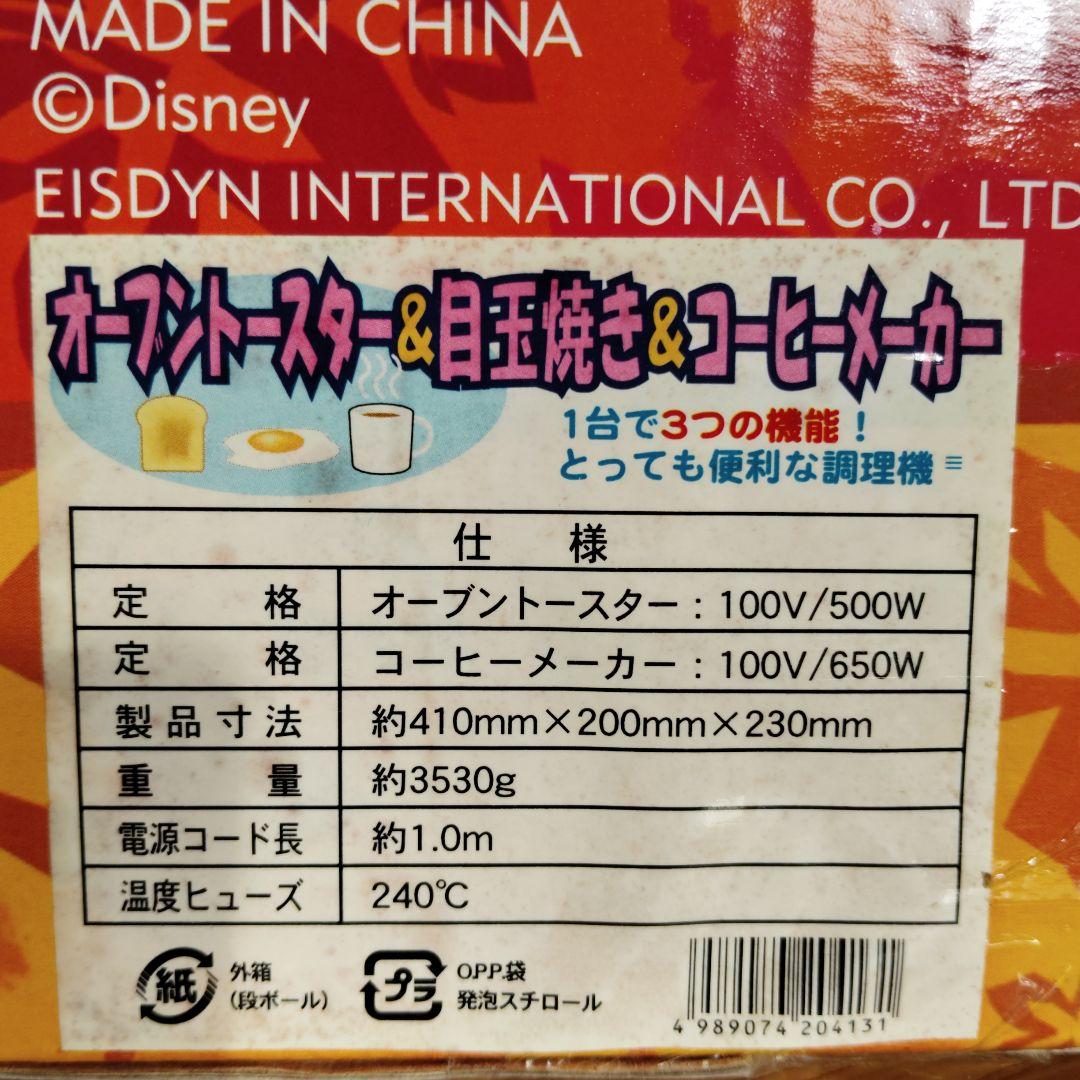 MADE IN CHINA
©Disney
EISDYN INTERNATIONAL CO., LTD
オーブントースター&目玉焼き&コーヒーメーカー
1台で3つの機能!
とっても便利な調理機
仕 様
定 格 オーブントースター : 100V/500W
定 格 コーヒーメーカー : 100V/650W
製品寸法 約410mm×200mm×230mm
重 量 約3530g
電源コード長 約1.0m
温度ヒューズ 240℃
紙 外箱
(段ボール)
プラ O.P.P.袋
発泡スチロール
4 989074 204131